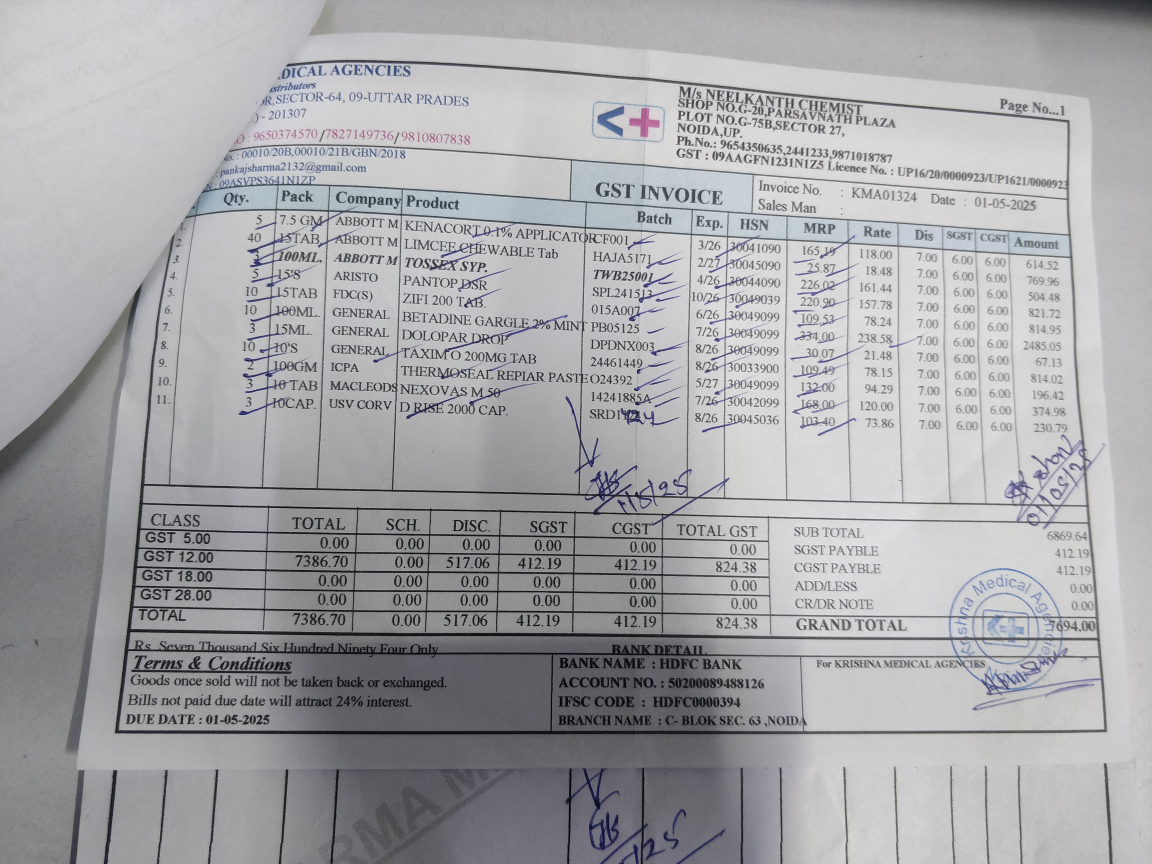 DICAL AGENCIES
stributors
OR,SECTOR-64, 09-UTTAR PRADES
) - 201307
O : 9650374570 /7827149736/9810807838
No. : 00010/20B,00010/21B/GBN/2018
: pankajsharma2132@gmail.com
N : 09ASVPS3641N1ZP
M/s NEELKANTH CHEMIST
SHOP NO.G-20,PARSAVNATH PLAZA
PLOT NO.G-75B,SECTOR 27,
NOIDA,UP.
Ph.No.: 9654350635,2441233,9871018787
GST : 09AAGFN1231N1Z5 Licence No. : UP16/20/0000923/UP1621/0000923
Page No...1
GST INVOICE
Invoice No. : KMA01324 Date : 01-05-2025
Sales Man :
Qty. Pack Company Product Batch Exp. HSN MRP Rate Dis SGST CGST Amount
1. 5 7.5 GM ABBOTT M KENACORT 0.1% APPLICATOR CF001 3/26 30041090 165.19 118.00 7.00 6.00 6.00 614.52
2. 40 15TAB ABBOTT M LIMCEE CHEWABLE Tab HAJA5171 2/27 30045090 25.87 18.48 7.00 6.00 6.00 769.96
3. 3 100ML. ABBOTT M TOSSEX SYP. TWB25001 4/26 30044090 226.02 161.44 7.00 6.00 6.00 504.48
4. 5 15'S ARISTO PANTOP DSR SPL241513 10/26 30049039 220.90 157.78 7.00 6.00 6.00 821.72
5. 10 15TAB FDC(S) ZIFI 200 TAB. 015A007 6/26 30049099 109.53 78.24 7.00 6.00 6.00 814.95
6. 10 100ML. GENERAL BETADINE GARGLE 2% MINT PB05125 7/26 30049099 334.00 238.58 7.00 6.00 6.00 2485.05
7. 3 15ML. GENERAL DOLOPAR DROP DPDNX003 8/26 30049099 30.07 21.48 7.00 6.00 6.00 67.13
8. 10 10'S GENERAL TAXIM O 200MG TAB 24461449 8/26 30033900 109.49 78.15 7.00 6.00 6.00 814.02
9. 2 100GM ICPA THERMOSEAL REPIAR PASTE O24392 5/27 30049099 132.00 94.29 7.00 6.00 6.00 196.42
10. 3 10 TAB MACLEODS NEXOVAS M 50 14241885A 7/26 30042099 168.00 120.00 7.00 6.00 6.00 374.98
11. 3 10CAP. USV CORV D RISE 2000 CAP. 8/26 30045036 103.40 73.86 7.00 6.00 6.00 230.79
1/5/25
01/05/25
CLASS TOTAL SCH. DISC. SGST CGST TOTAL GST
GST 5.00 0.00 0.00 0.00 0.00 0.00 0.00
GST 12.00 7386.70 0.00 517.06 412.19 412.19 824.38
GST 18.00 0.00 0.00 0.00 0.00 0.00 0.00
GST 28.00 0.00 0.00 0.00 0.00 0.00 0.00
TOTAL 7386.70 0.00 517.06 412.19 412.19 824.38
SUB TOTAL 6869.64
SGST PAYBLE 412.19
CGST PAYBLE 412.19
ADD/LESS 0.00
CR/DR NOTE 0.00
GRAND TOTAL 7694.00
Krishna Medical Agencies
Rs. Seven Thousand Six Hundred Ninety Four Only
Terms & Conditions
Goods once sold will not be taken back or exchanged.
Bills not paid due date will attract 24% interest.
DUE DATE : 01-05-2025
BANK DETAIL
BANK NAME : HDFC BANK
ACCOUNT NO. : 50200089488126
IFSC CODE : HDFC0000394
BRANCH NAME : C- BLOK SEC. 63 ,NOIDA
For KRISHNA MEDICAL AGENCIES